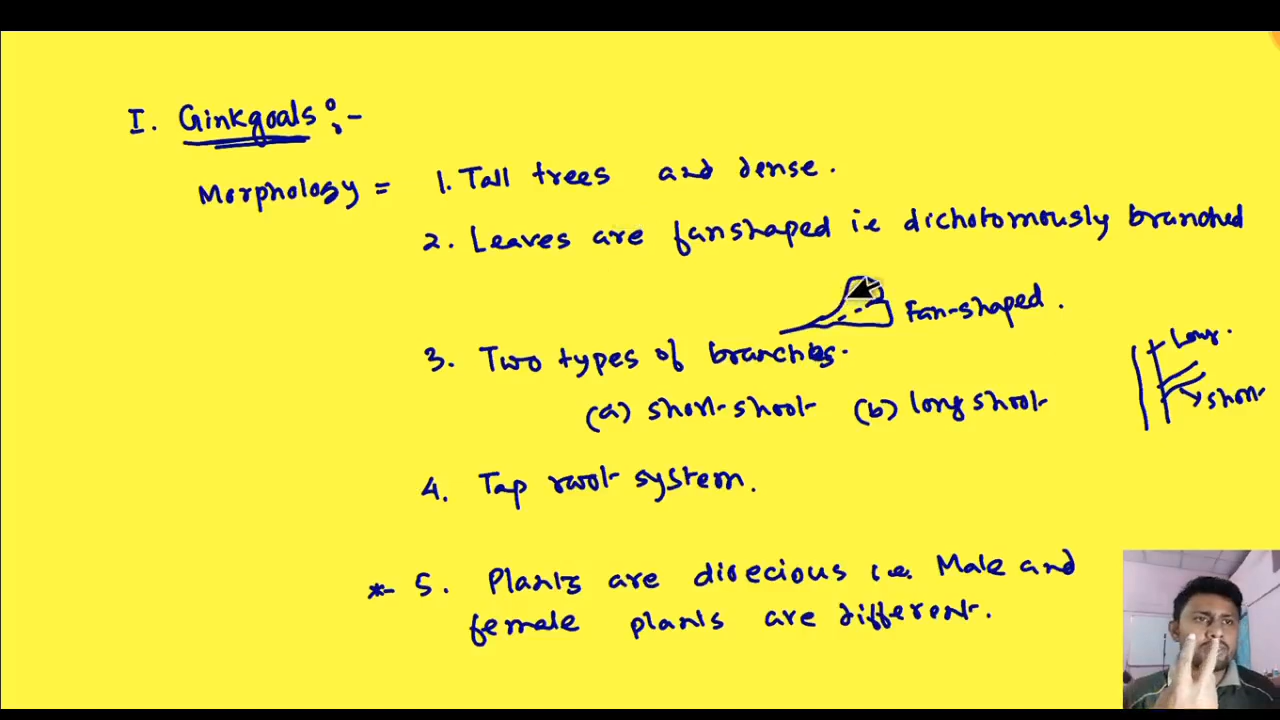 I. Ginkgoals :-
Morphology = 1. Tall trees and dense.
2. Leaves are fanshaped ie dichotomously branched
Fan-shaped.
3. Two types of branches.
Long.
(a) short-shoot (b) long shoot
short
4. Tap root system.
*- 5. Plants are dioecious i.e. Male and
female plants are different.